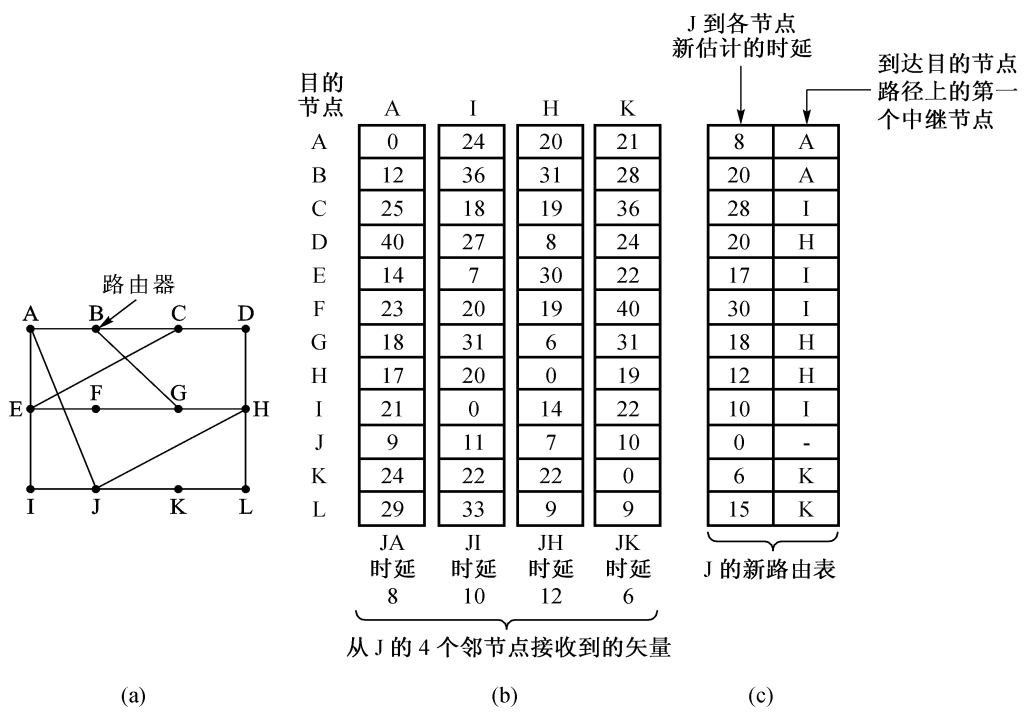 J 到各节点
新估计的时延
到达目的节点
路径上的第一
个中继节点
目的
节点 A I H K
A 0 24 20 21 8 A
B 12 36 31 28 20 A
C 25 18 19 36 28 I
D 40 27 8 24 20 H
E 14 7 30 22 17 I
F 23 20 19 40 30 I
G 18 31 6 31 18 H
H 17 20 0 19 12 H
I 21 0 14 22 10 I
J 9 11 7 10 0 -
K 24 22 22 0 6 K
L 29 33 9 9 15 K
路由器
A B C D
E F G H
I J K L
JA JI JH JK
时延 时延 时延 时延
8 10 12 6
J 的新路由表
从 J 的 4 个邻节点接收到的矢量
(a) (b) (c)